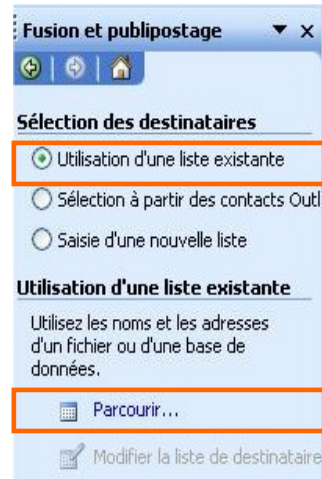 Fusion et publipostage
Sélection des destinataires
Utilisation d'une liste existante
Sélection à partir des contacts Outl
Saisie d'une nouvelle liste
Utilisation d'une liste existante
Utilisez les noms et les adresses
d'un fichier ou d'une base de
données.
Parcourir...
Modifier la liste de destinataire